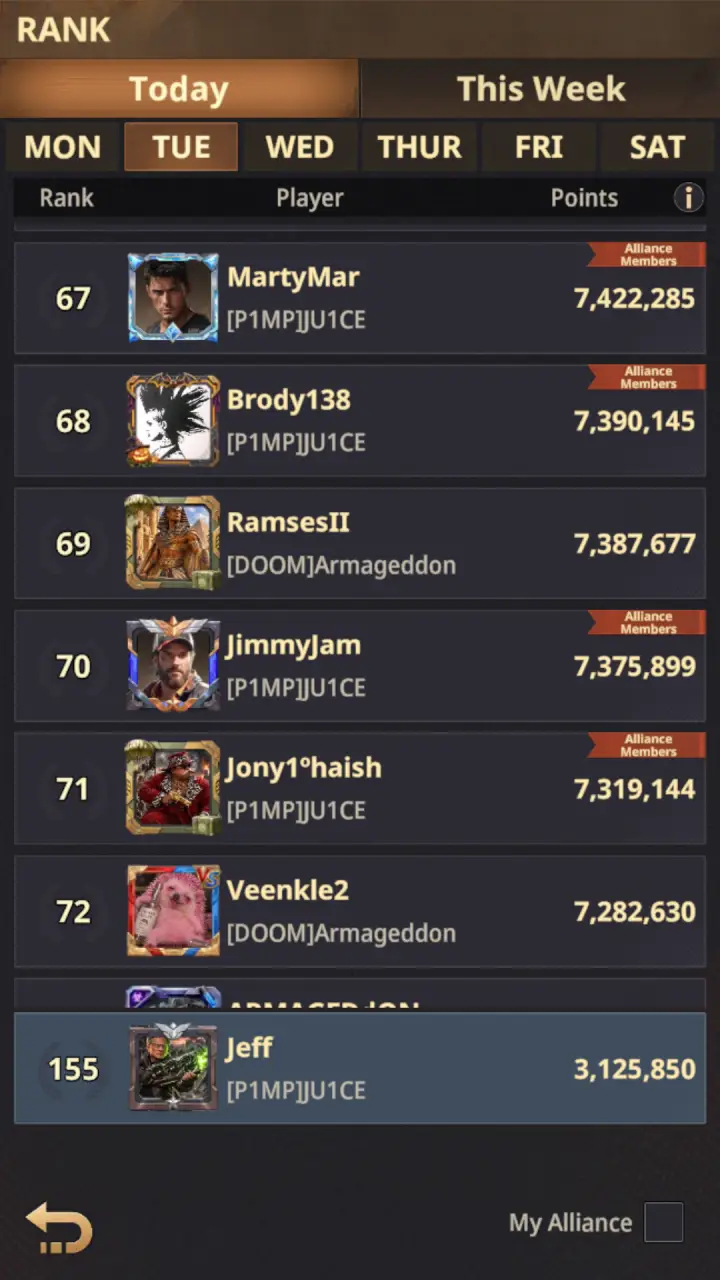 RANK
Today
This Week
MON
TUE
WED
THUR
FRI
SAT
Rank
Player
Points
i
Alliance
Members
67
MartyMar
[P1MP]JU1CE
7,422,285
Alliance
Members
68
Brody138
[P1MP]JU1CE
7,390,145
69
RamsesII
[DOOM]Armageddon
7,387,677
Alliance
Members
70
JimmyJam
[P1MP]JU1CE
7,375,899
Alliance
Members
71
Jony1ºhaish
[P1MP]JU1CE
7,319,144
72
VS
Veenkle2
[DOOM]Armageddon
7,282,630
155
Jeff
[P1MP]JU1CE
3,125,850
My Alliance